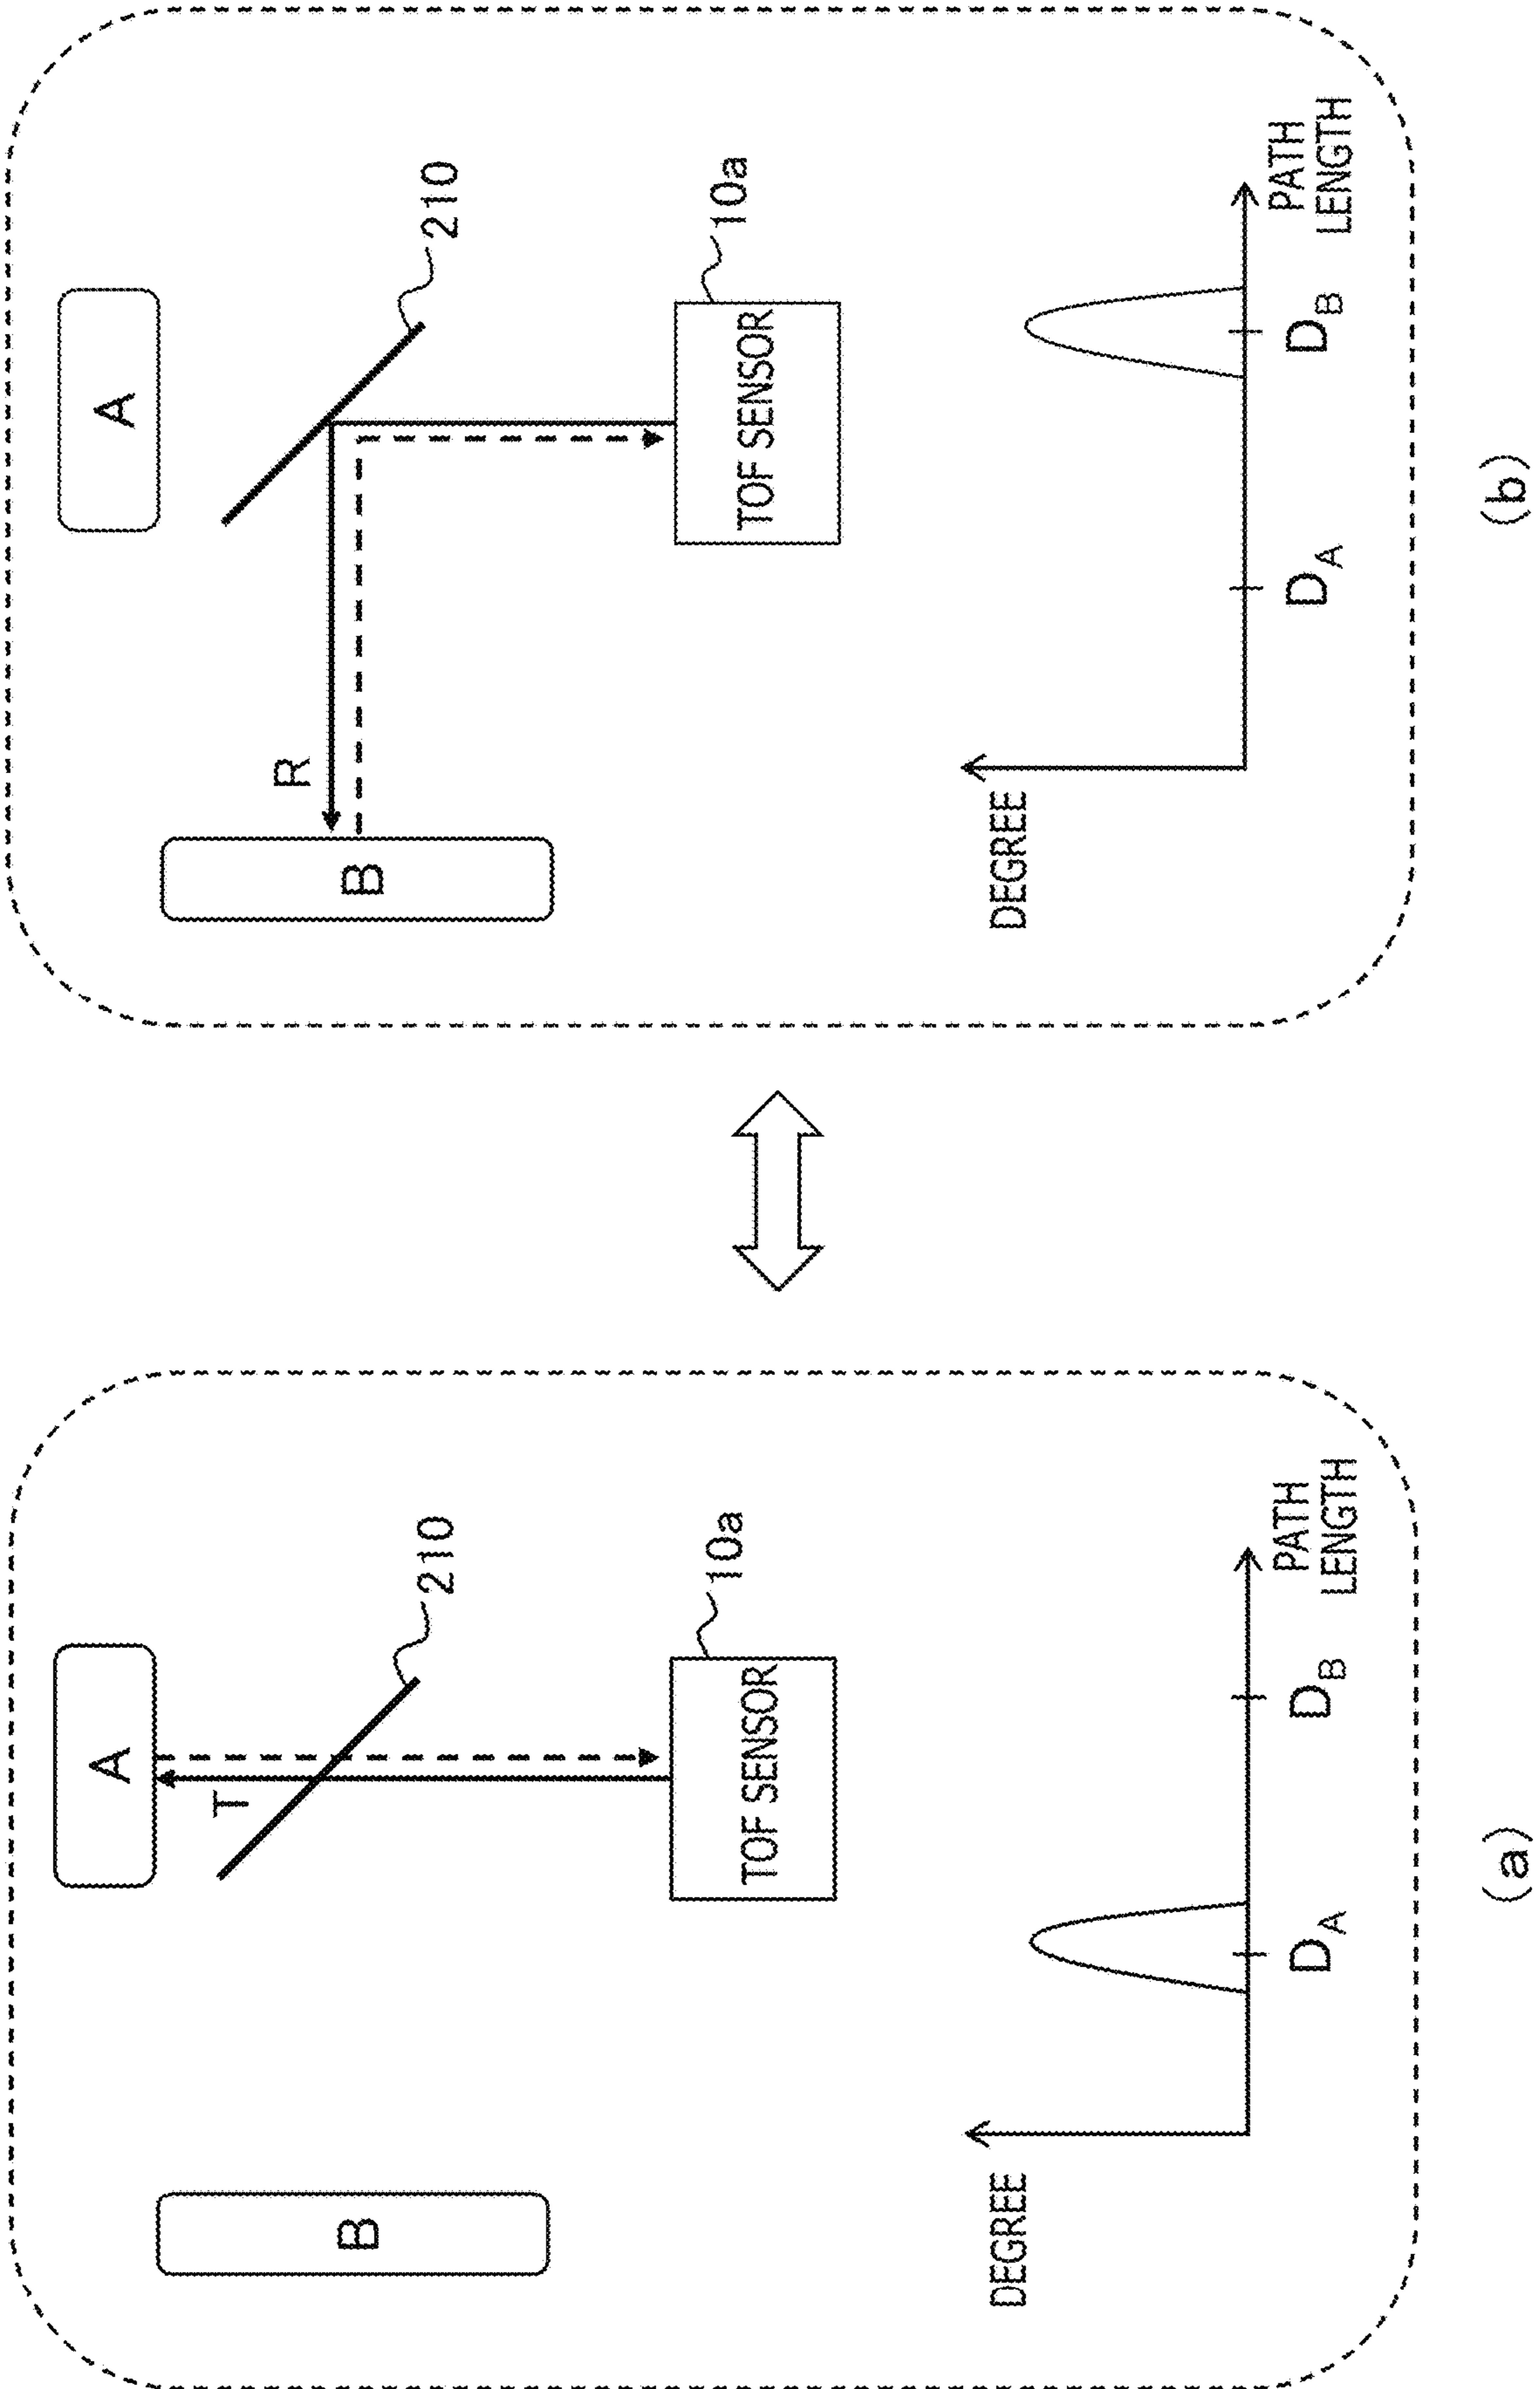 A
T
210
B
TOF SENSOR
10a
DEGREE
D_A
D_B
PATH
LENGTH
(a)
A
210
R
B
TOF SENSOR
10a
DEGREE
D_A
D_B
PATH
LENGTH
(b)